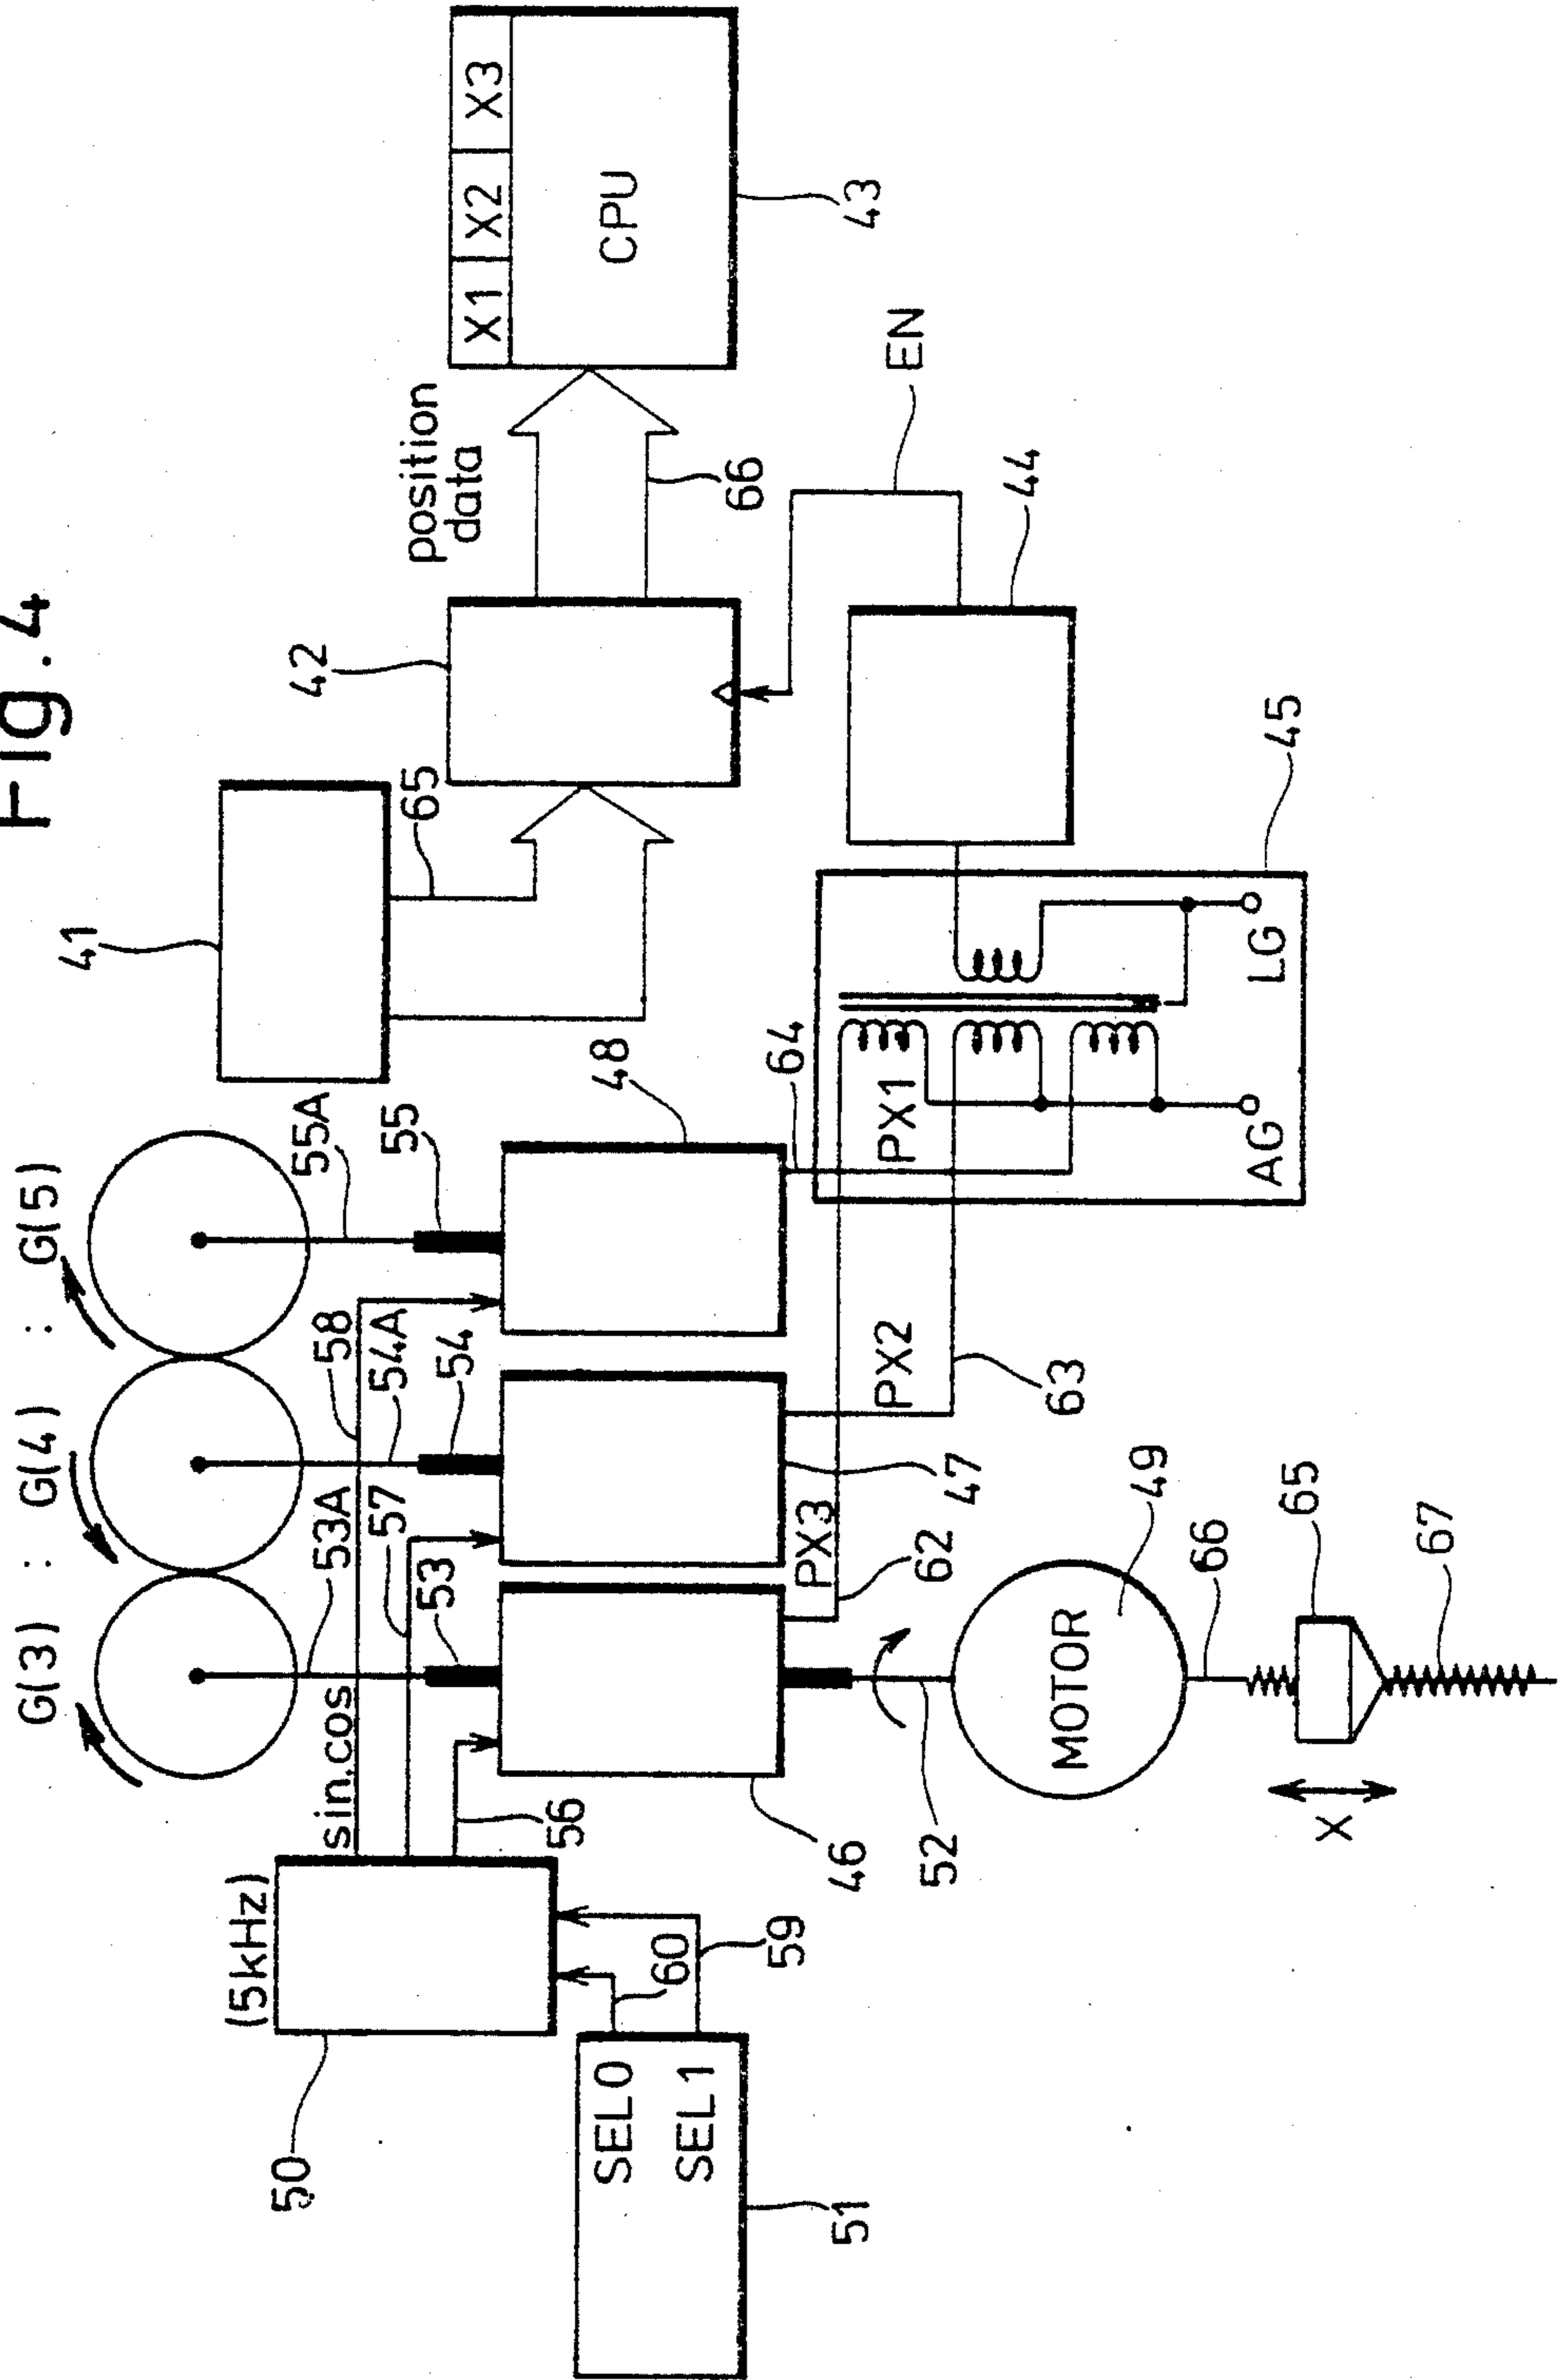 Fig. 4
G(3) : G(4) : G(5)
41
42
position
data
X1 X2 X3
CPU
43
65
66
EN
44
45
LG
AG
64
PX1
PX2
PX3
63
62
48
47
46
55A
55
58
54A
54
57
53A
53
sin.cos
56
(5kHz)
50
60
59
SEL0
SEL1
51
52
MOTOR
49
66
65
67
X